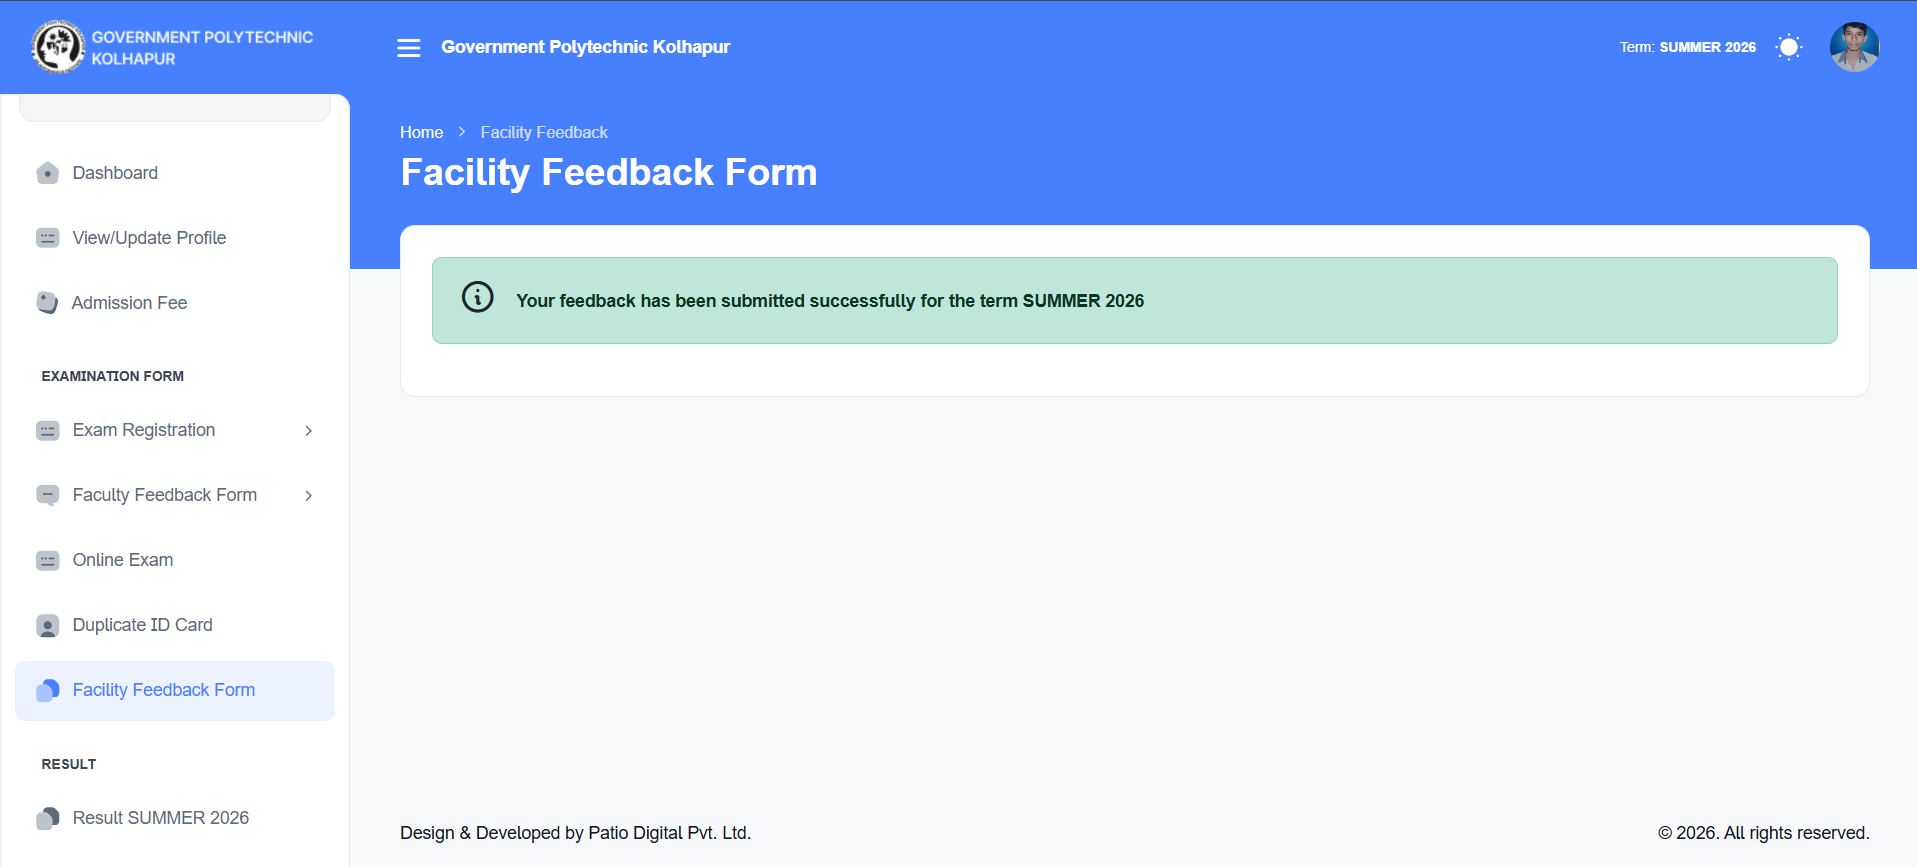 GOVERNMENT POLYTECHNIC
KOLHAPUR
Government Polytechnic Kolhapur
Term: SUMMER 2026
Dashboard
View/Update Profile
Admission Fee
EXAMINATION FORM
Exam Registration
Faculty Feedback Form
Online Exam
Duplicate ID Card
Facility Feedback Form
RESULT
Result SUMMER 2026
Home > Facility Feedback
Facility Feedback Form
Your feedback has been submitted successfully for the term SUMMER 2026
Design & Developed by Patio Digital Pvt. Ltd.
© 2026. All rights reserved.